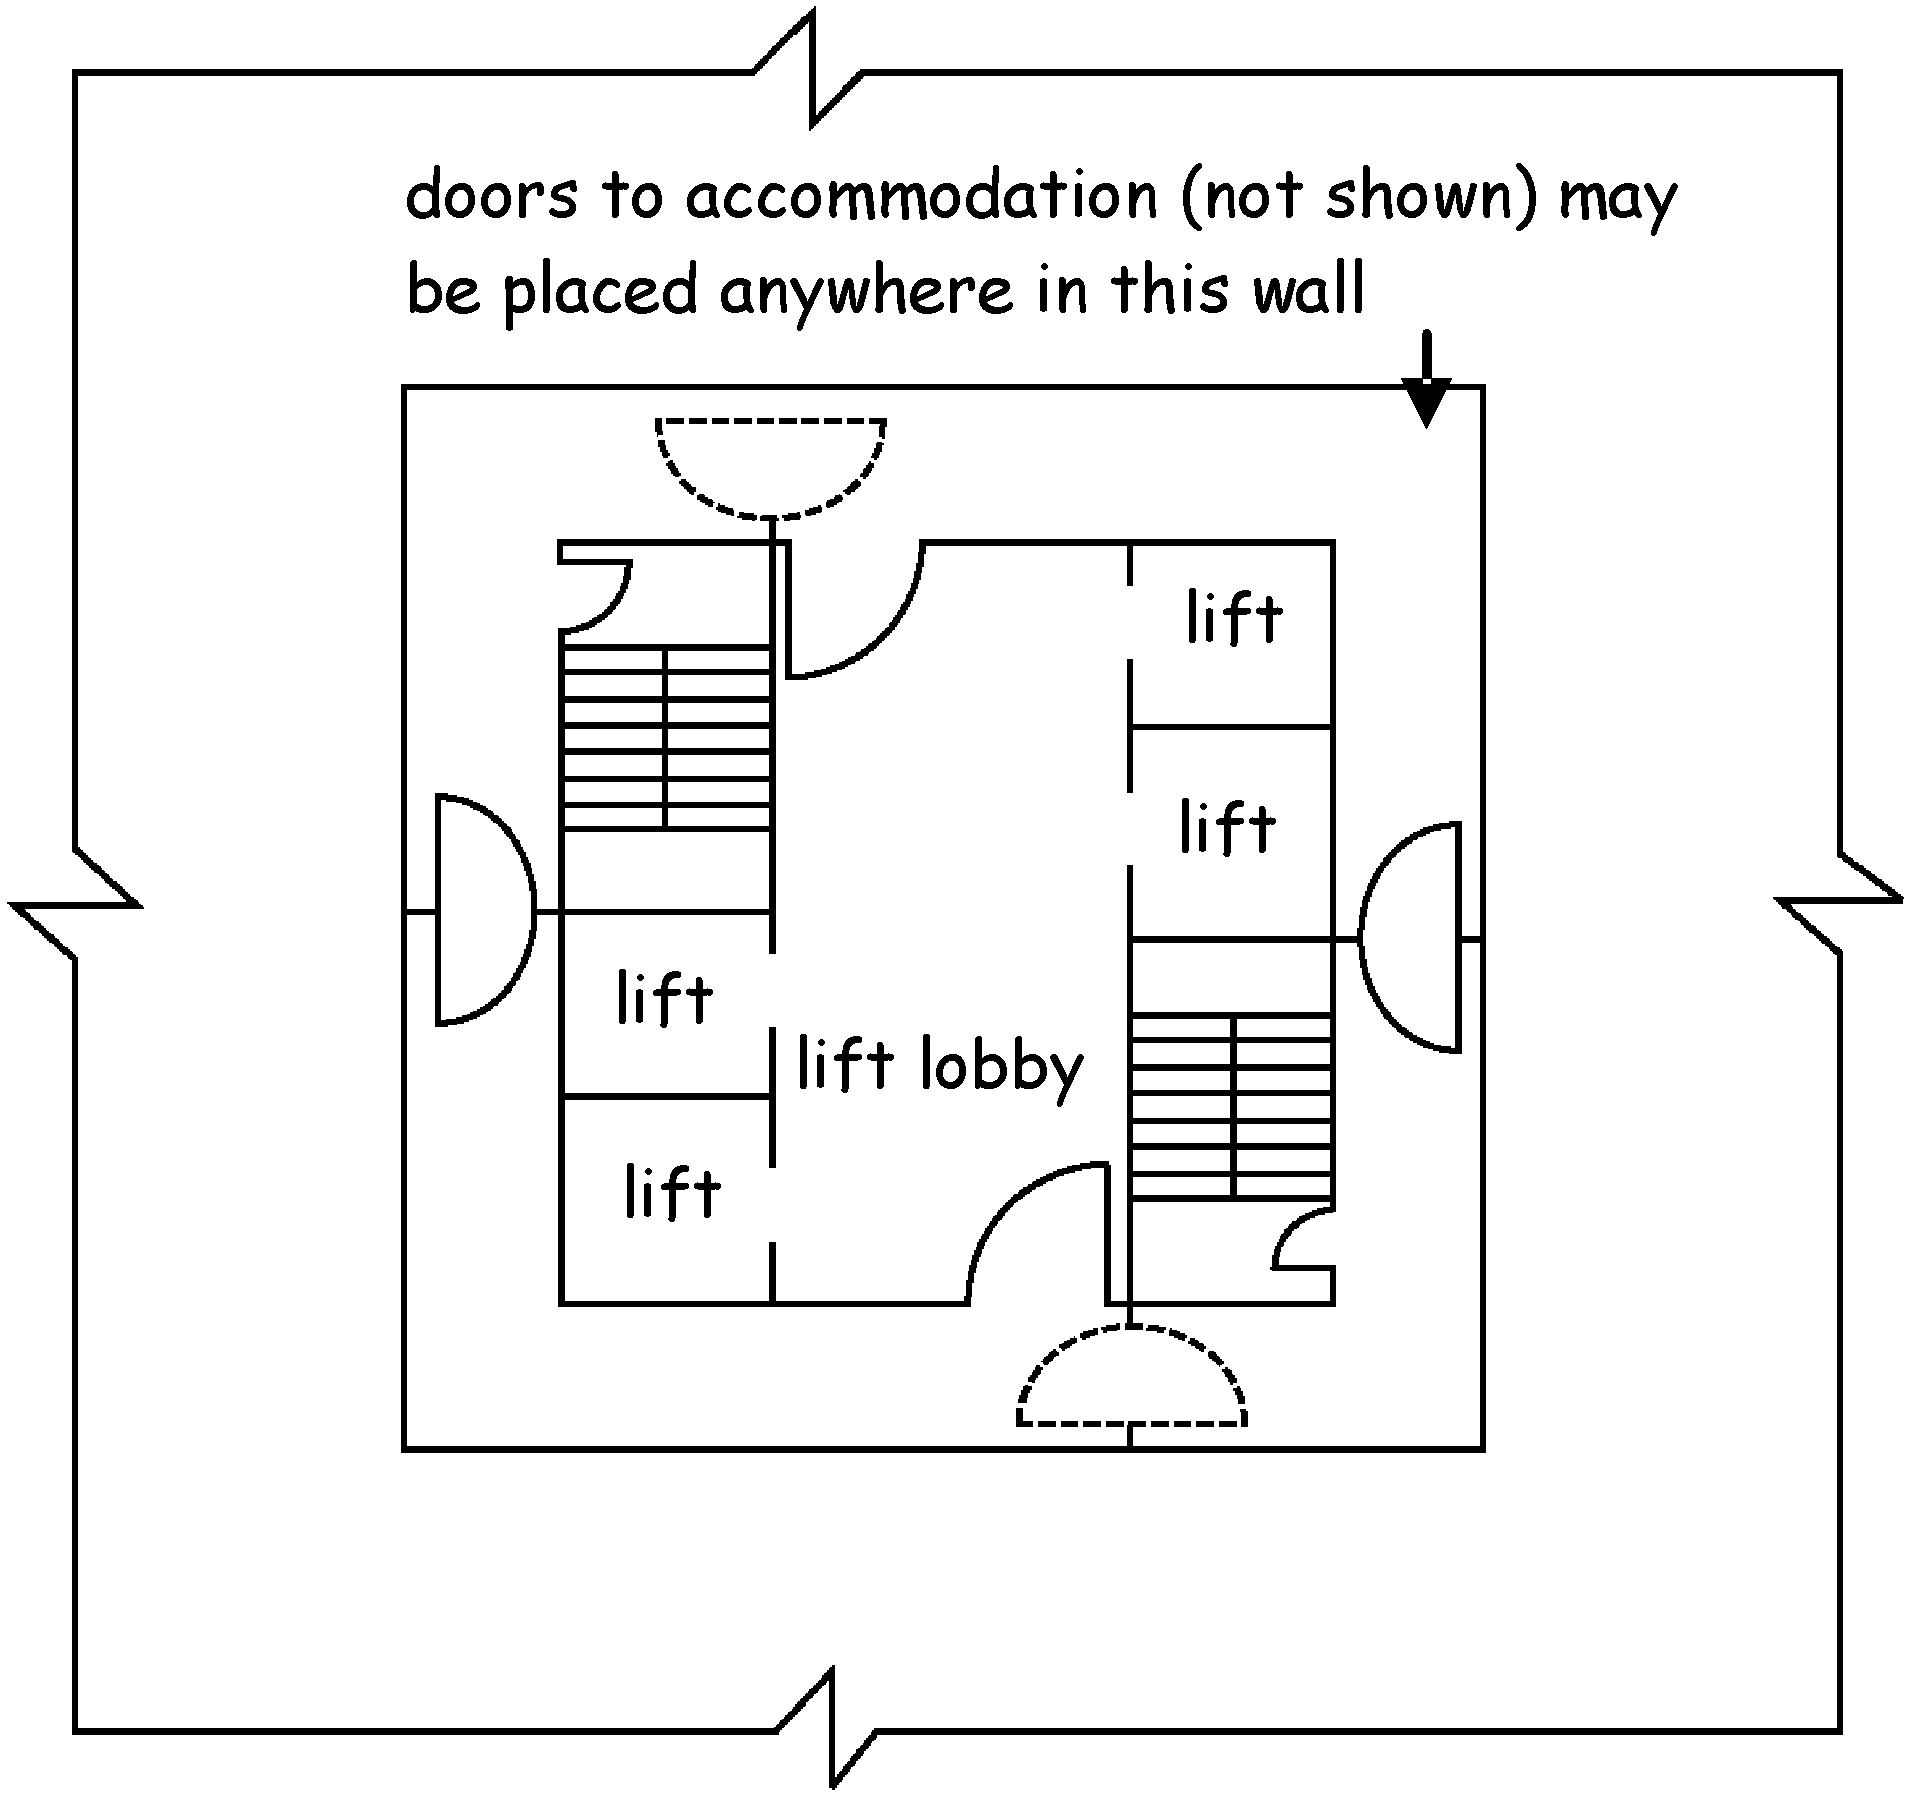 doors to accommodation (not shown) may
be placed anywhere in this wall
lift
lift
lift
lift lobby
lift